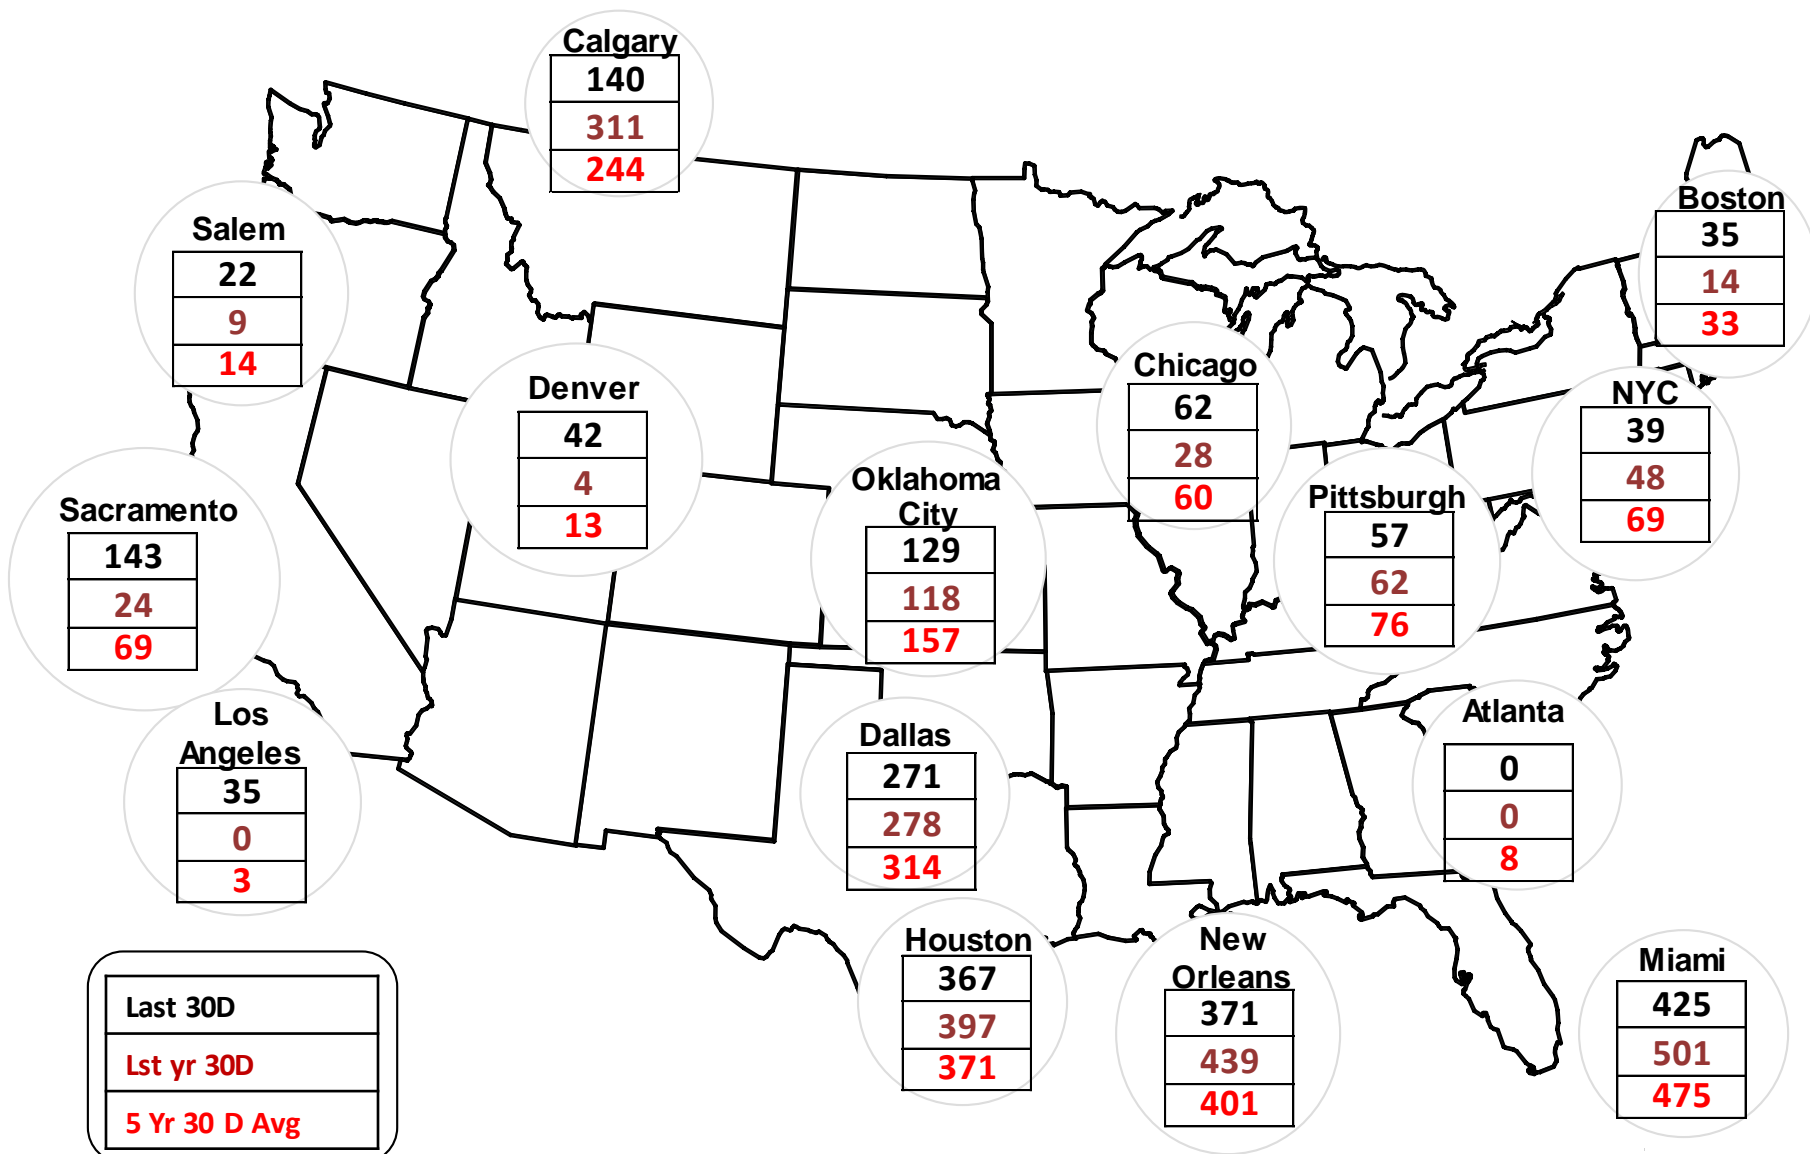 Calgary
140
311
244
Boston
35
14
33
Salem
22
9
14
Chicago
62
28
60
Denver
42
4
13
NYC
39
48
69
Oklahoma
City
129
118
157
Pittsburgh
57
62
76
Sacramento
143
24
69
Los
Angeles
35
0
3
Dallas
271
278
314
Atlanta
0
0
8
Houston
367
397
371
New
Orleans
371
439
401
Miami
425
501
475
Last 30D
Lst yr 30D
5 Yr 30 D Avg